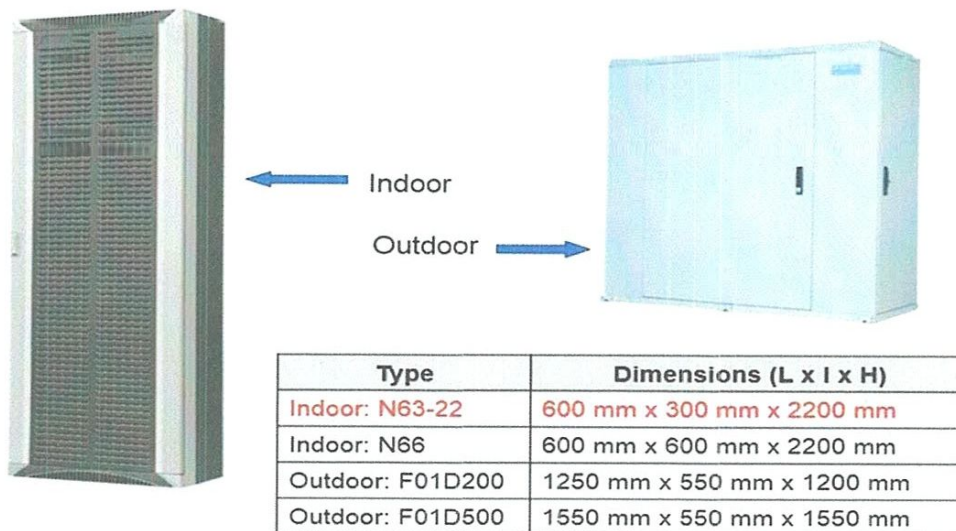 Indoor
Outdoor
Type Dimensions (L x l x H)
Indoor: N63-22 600 mm x 300 mm x 2200 mm
Indoor: N66 600 mm x 600 mm x 2200 mm
Outdoor: F01D200 1250 mm x 550 mm x 1200 mm
Outdoor: F01D500 1550 mm x 550 mm x 1550 mm